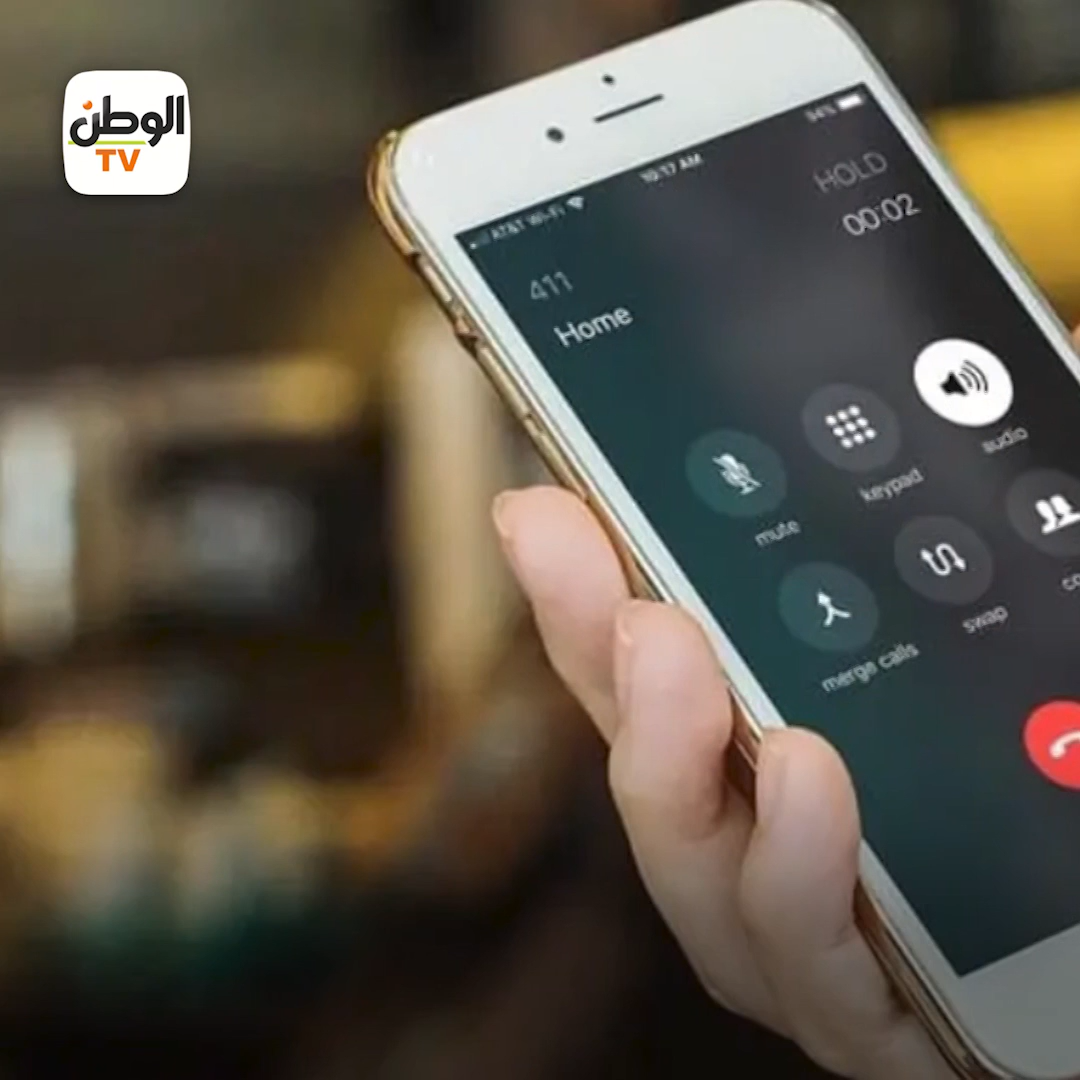 الوطن
TV
AT&T Wi-Fi
10:17 AM
94%
411
HOLD
Home
00:02
mute
keypad
audio
merge calls
swap